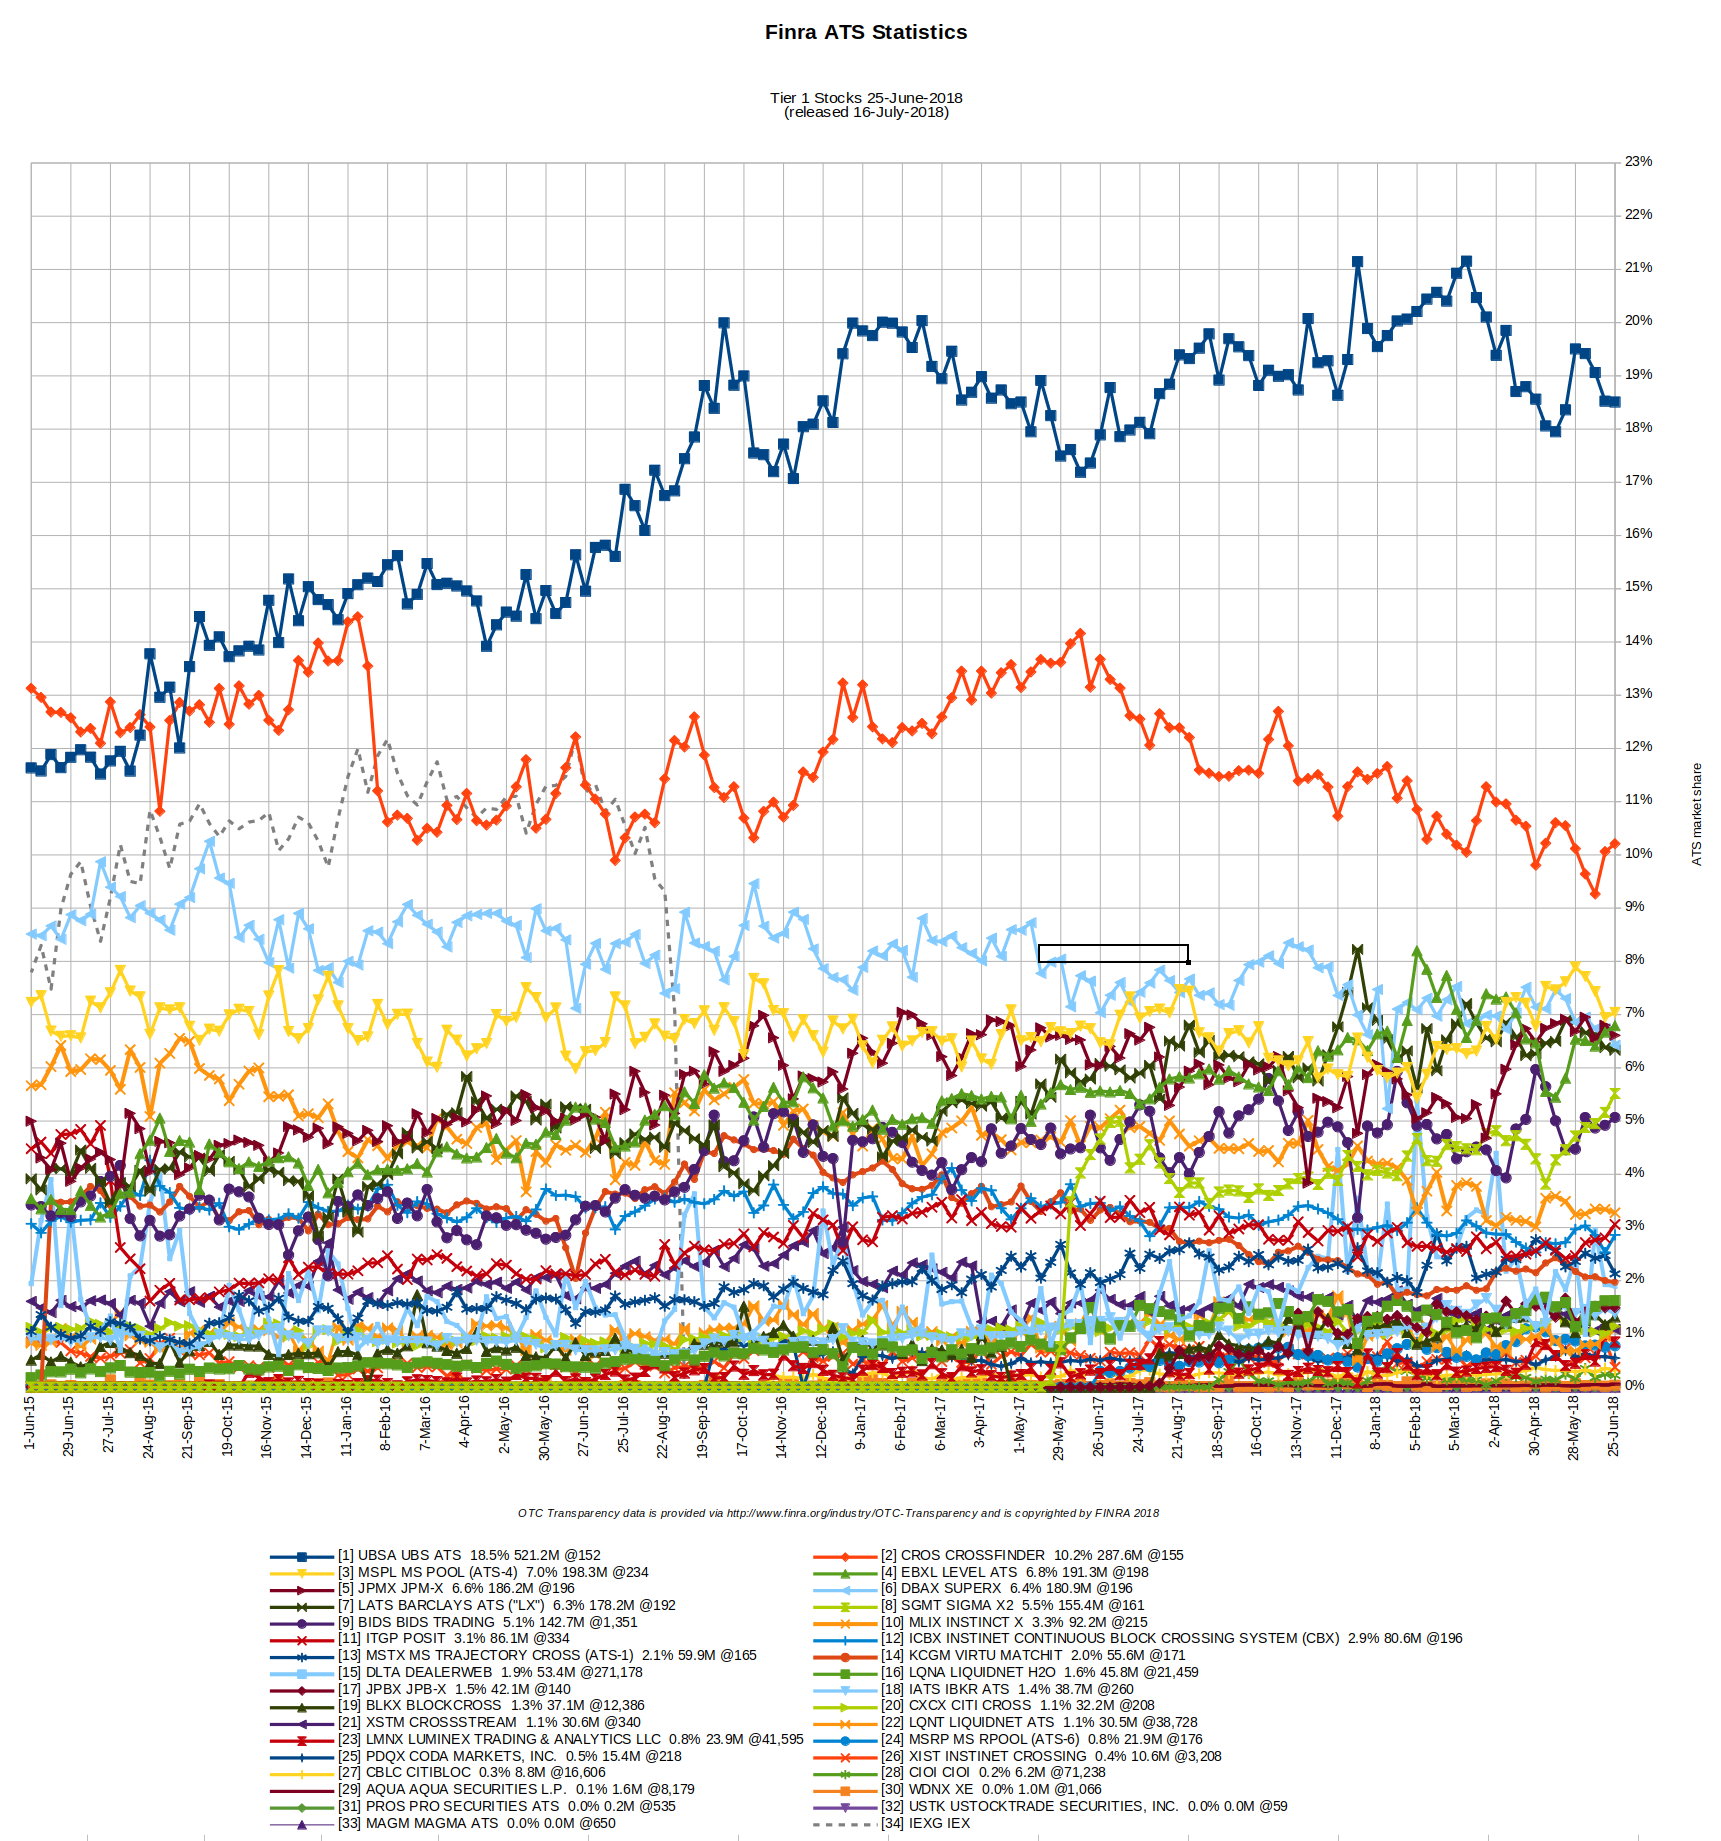 Finra ATS Statistics
Tier 1 Stocks 25-June-2018
(released 16-July-2018)
23%
22%
21%
20%
19%
18%
17%
16%
15%
14%
13%
12%
11%
10%
9%
8%
7%
6%
5%
4%
3%
2%
1%
0%
ATS market share
1-Jun-15
29-Jun-15
27-Jul-15
24-Aug-15
21-Sep-15
19-Oct-15
16-Nov-15
14-Dec-15
11-Jan-16
8-Feb-16
7-Mar-16
4-Apr-16
2-May-16
30-May-16
27-Jun-16
25-Jul-16
22-Aug-16
19-Sep-16
17-Oct-16
14-Nov-16
12-Dec-16
9-Jan-17
6-Feb-17
6-Mar-17
3-Apr-17
1-May-17
29-May-17
26-Jun-17
24-Jul-17
21-Aug-17
18-Sep-17
16-Oct-17
13-Nov-17
11-Dec-17
8-Jan-18
5-Feb-18
5-Mar-18
2-Apr-18
30-Apr-18
28-May-18
25-Jun-18
OTC Transparency data is provided via http://www.finra.org/industry/OTC-Transparency and is copyrighted by FINRA 2018
[1] UBSA UBS ATS 18.5% 521.2M @152
[2] CROS CROSSFINDER 10.2% 287.6M @155
[3] MSPL MS POOL (ATS-4) 7.0% 198.3M @234
[4] EBXL LEVEL ATS 6.8% 191.3M @198
[5] JPMX JPM-X 6.6% 186.2M @196
[6] DBAX SUPERX 6.4% 180.9M @196
[7] LATS BARCLAYS ATS ("LX") 6.3% 178.2M @192
[8] SGMT SIGMA X2 5.5% 155.4M @161
[9] BIDS BIDS TRADING 5.1% 142.7M @1,351
[10] MLIX INSTINCT X 3.3% 92.2M @215
[11] ITGP POSIT 3.1% 86.1M @334
[12] ICBX INSTINET CONTINUOUS BLOCK CROSSING SYSTEM (CBX) 2.9% 80.6M @196
[13] MSTX MS TRAJECTORY CROSS (ATS-1) 2.1% 59.9M @165
[14] KCGM VIRTU MATCHIT 2.0% 55.6M @171
[15] DLTA DEALERWEB 1.9% 53.4M @271,178
[16] LQNA LIQUIDNET H2O 1.6% 45.8M @21,459
[17] JPBX JPB-X 1.5% 42.1M @140
[18] IATS IBKR ATS 1.4% 38.7M @260
[19] BLKX BLOCKCROSS 1.3% 37.1M @12,386
[20] CXCX CITI CROSS 1.1% 32.2M @208
[21] XSTM CROSSSTREAM 1.1% 30.6M @340
[22] LQNT LIQUIDNET ATS 1.1% 30.5M @38,728
[23] LMNX LUMINEX TRADING & ANALYTICS LLC 0.8% 23.9M @41,595
[24] MSRP MS RPOOL (ATS-6) 0.8% 21.9M @176
[25] PDQX CODA MARKETS, INC. 0.5% 15.4M @218
[26] XIST INSTINET CROSSING 0.4% 10.6M @3,208
[27] CBLC CITIBLOC 0.3% 8.8M @16,606
[28] CIOI CIOI 0.2% 6.2M @71,238
[29] AQUA AQUA SECURITIES L.P. 0.1% 1.6M @8,179
[30] WDNX XE 0.0% 1.0M @1,066
[31] PROS PRO SECURITIES ATS 0.0% 0.2M @535
[32] USTK USTOCKTRADE SECURITIES, INC. 0.0% 0.0M @59
[33] MAGM MAGMA ATS 0.0% 0.0M @650
[34] IEXG IEX